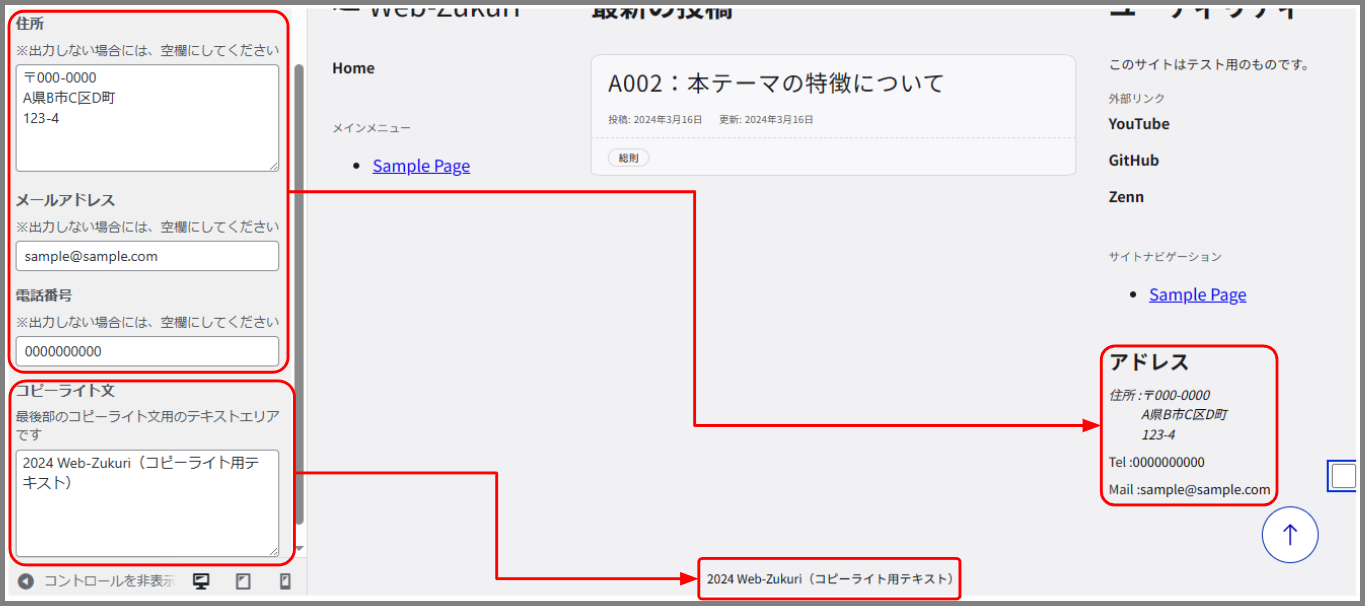 住所
※出力しない場合には、空欄にしてください
〒000-0000
A県B市C区D町
123-4
メールアドレス
※出力しない場合には、空欄にしてください
sample@sample.com
電話番号
※出力しない場合には、空欄にしてください
0000000000
コピーライト文
最後部のコピーライト文用のテキストエリア
です
2024 Web-Zukuri（コピーライト用テ
キスト）
コントロールを非表示
Web-Zukuri
Home
メインメニュー
Sample Page
最新の投稿
A002：本テーマの特徴について
投稿: 2024年3月16日 更新: 2024年3月16日
総則
ユーティリティ
このサイトはテスト用のものです。
外部リンク
YouTube
GitHub
Zenn
サイトナビゲーション
Sample Page
アドレス
住所 :〒000-0000
A県B市C区D町
123-4
Tel :0000000000
Mail :sample@sample.com
2024 Web-Zukuri（コピーライト用テキスト）